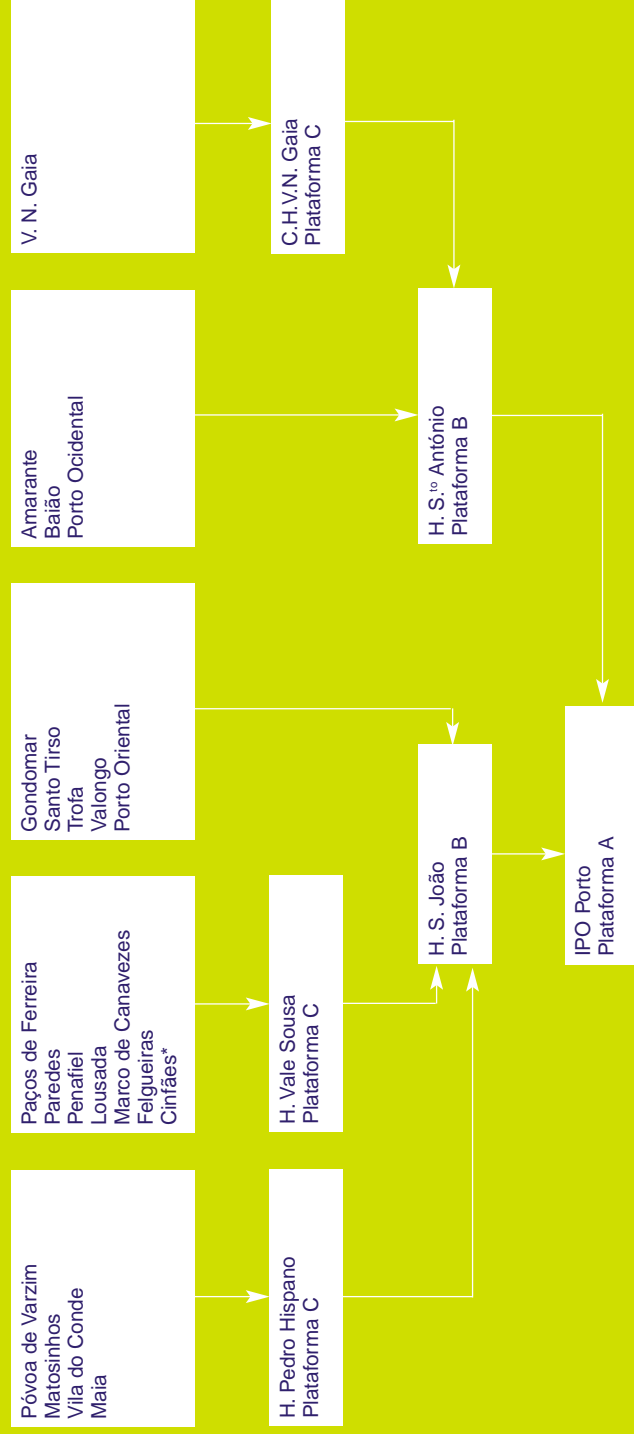 Póvoa de Varzim
Matosinhos
Vila do Conde
Maia
Paços de Ferreira
Paredes
Penafiel
Lousada
Marco de Canavezes
Felgueiras
Cinfães*
Gondomar
Santo Tirso
Trofa
Valongo
Porto Oriental
Amarante
Baião
Porto Ocidental
V. N. Gaia
H. Pedro Hispano
Plataforma C
H. Vale Sousa
Plataforma C
C.H.V.N. Gaia
Plataforma C
H. S. João
Plataforma B
H. S.ᵗᵒ António
Plataforma B
IPO Porto
Plataforma A